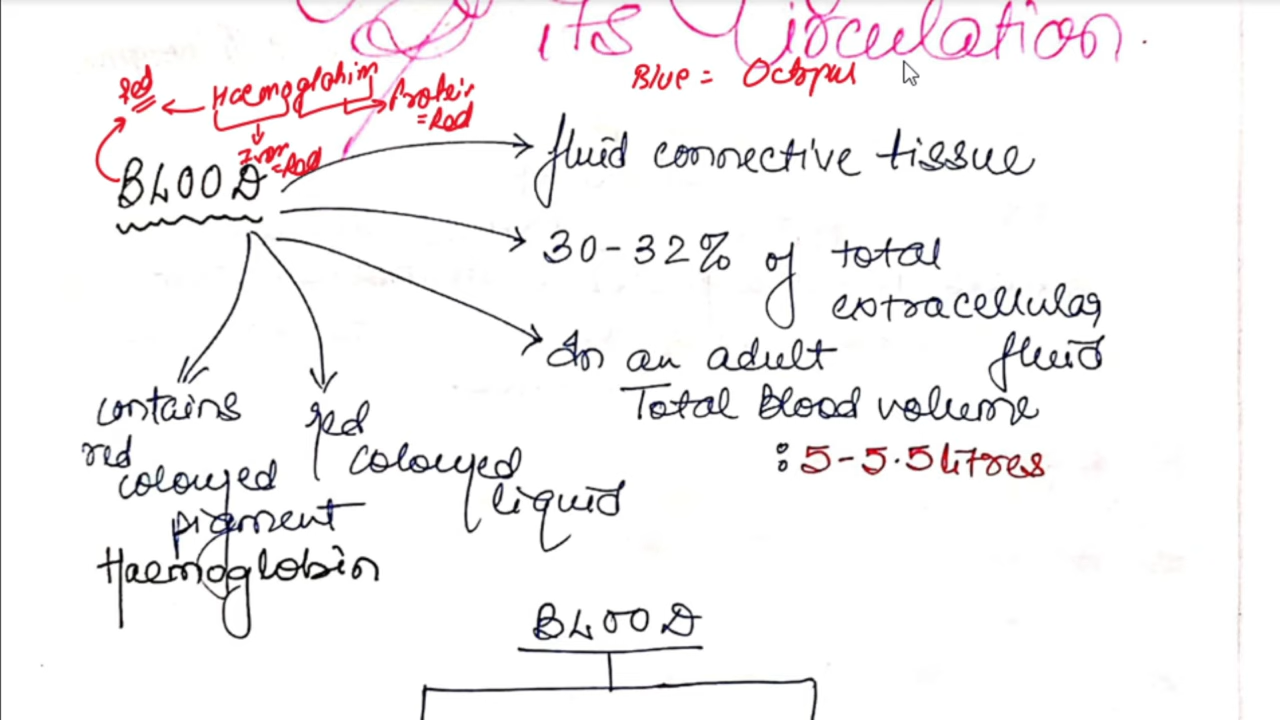 its Circulation.
Blue = Octopus
Red
Haemoglobin
Protein
= Red
Iron
= Red
BLOOD
fluid connective tissue
30-32% of total
extracellular
fluid
In an adult
Total Blood volume
: 5-5.5 litres
contains
red
coloured
pigment
Haemoglobin
red
coloured
liquid
BLOOD